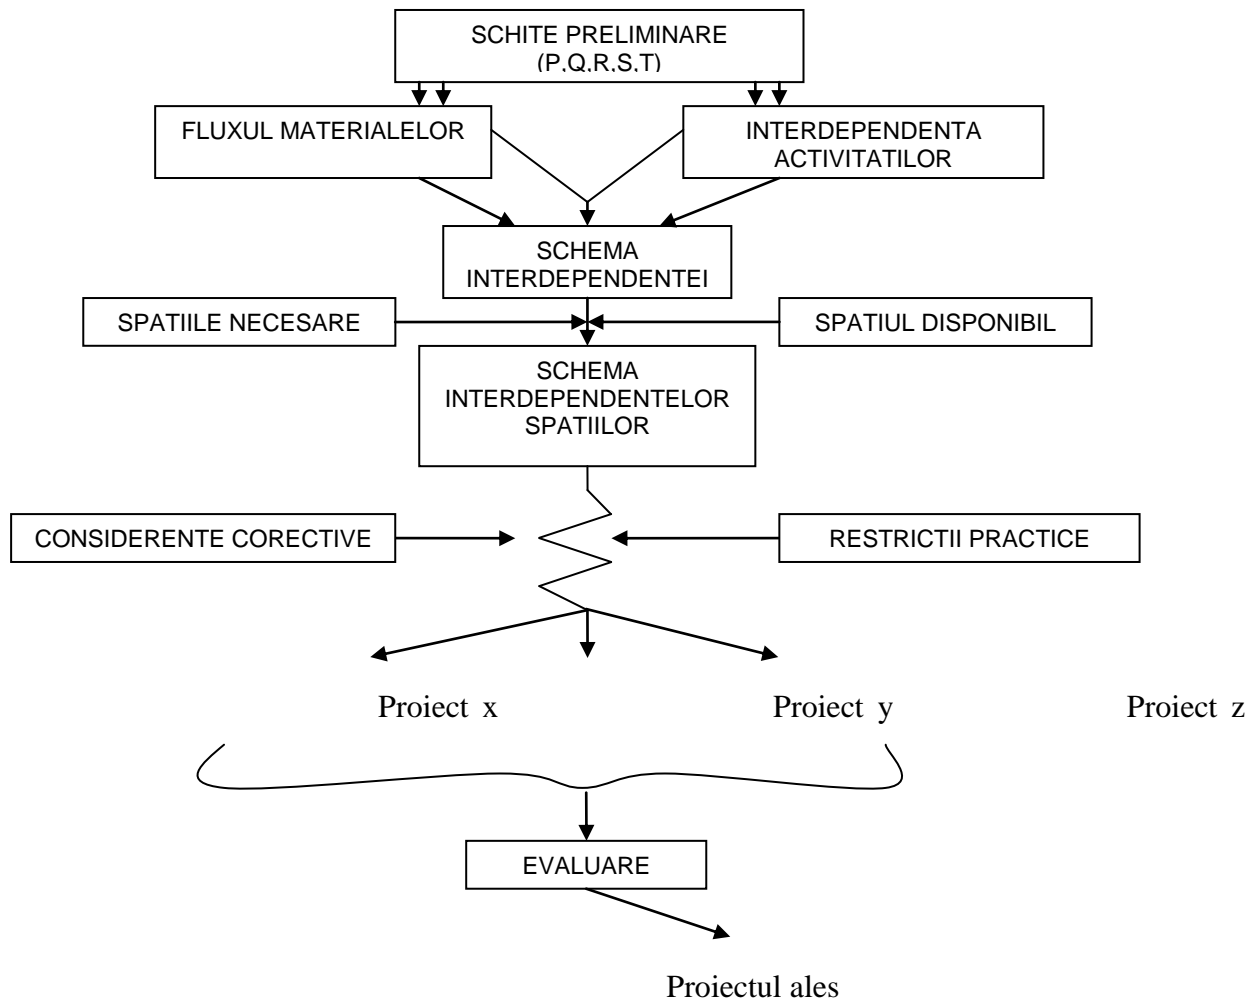 SCHITE PRELIMINARE
(P,Q,R,S,T)
FLUXUL MATERIALELOR
INTERDEPENDENTA
ACTIVITATILOR
SCHEMA
INTERDEPENDENTEI
SPATIILE NECESARE
SPATIUL DISPONIBIL
SCHEMA
INTERDEPENDENTELOR
SPATIILOR
CONSIDERENTE CORECTIVE
RESTRICTII PRACTICE
Proiect x
Proiect y
Proiect z
EVALUARE
Proiectul ales